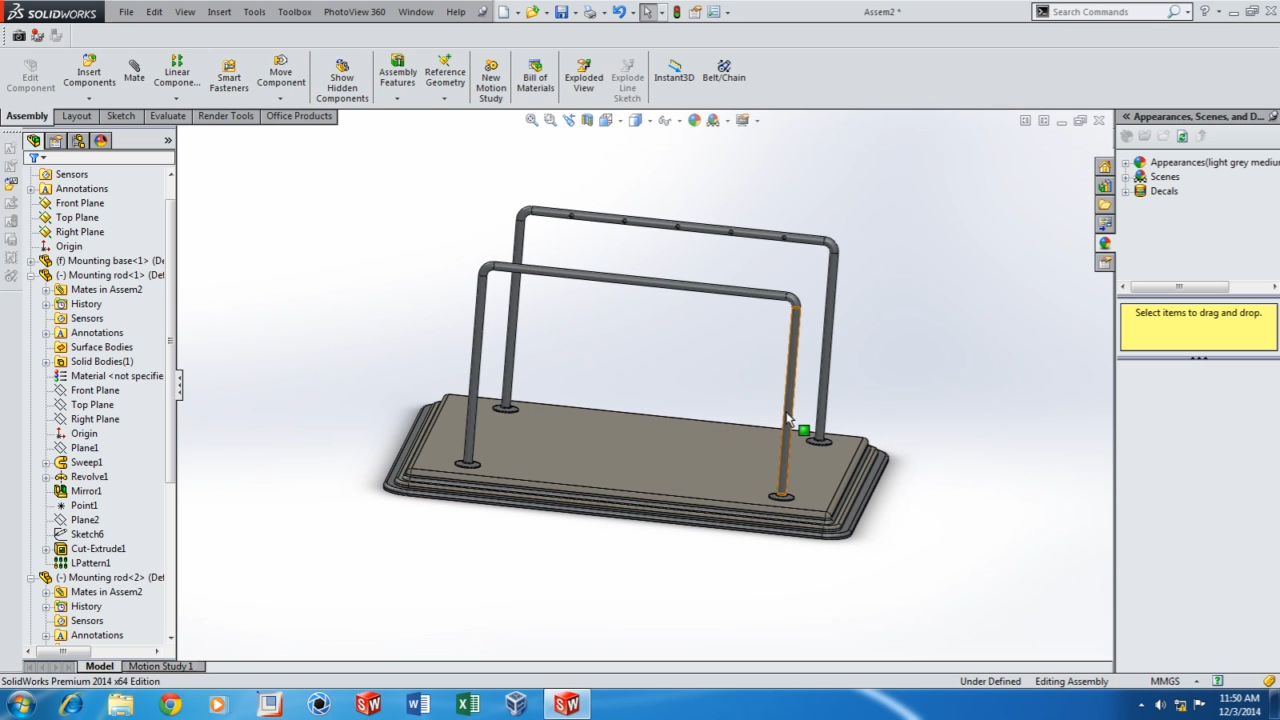 SOLIDWORKS File Edit View Insert Tools Toolbox PhotoView 360 Window Help Assem2 * Search Commands
Edit Component
Insert Components
Mate
Linear Compone...
Smart Fasteners
Move Component
Show Hidden Components
Assembly Features
Reference Geometry
New Motion Study
Bill of Materials
Exploded View
Explode Line Sketch
Instant3D
Belt/Chain
Assembly Layout Sketch Evaluate Render Tools Office Products
Sensors
Annotations
Front Plane
Top Plane
Right Plane
Origin
(f) Mounting base<1> (De
(-) Mounting rod<1> (Def
Mates in Assem2
History
Sensors
Annotations
Surface Bodies
Solid Bodies(1)
Material <not specifie
Front Plane
Top Plane
Right Plane
Origin
Plane1
Sweep1
Revolve1
Mirror1
Point1
Plane2
Sketch6
Cut-Extrude1
LPattern1
(-) Mounting rod<2> (Def
Mates in Assem2
History
Sensors
Annotations
Appearances, Scenes, and D...
Appearances(light grey mediu
Scenes
Decals
Select items to drag and drop.
Model Motion Study 1
SolidWorks Premium 2014 x64 Edition Under Defined Editing Assembly MMGS
11:50 AM
12/3/2014